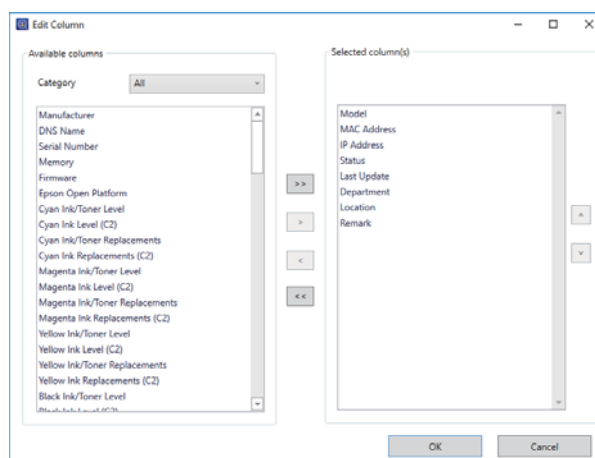 Edit Column
Available columns
Category
All
Manufacturer
DNS Name
Serial Number
Memory
Firmware
Epson Open Platform
Cyan Ink/Toner Level
Cyan Ink Level (C2)
Cyan Ink/Toner Replacements
Cyan Ink Replacements (C2)
Magenta Ink/Toner Level
Magenta Ink Level (C2)
Magenta Ink/Toner Replacements
Magenta Ink Replacements (C2)
Yellow Ink/Toner Level
Yellow Ink Level (C2)
Yellow Ink/Toner Replacements
Yellow Ink Replacements (C2)
Black Ink/Toner Level
Black Ink Level (C2)
>>
>
<
<<
Selected column(s)
Model
MAC Address
IP Address
Status
Last Update
Department
Location
Remark
OK
Cancel